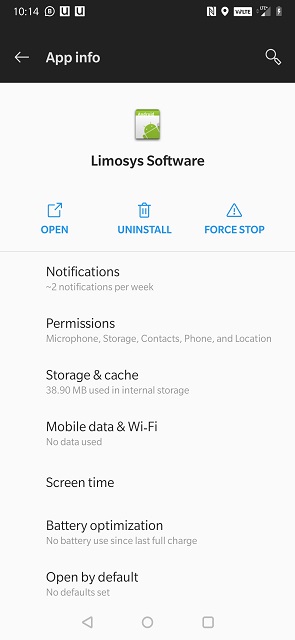 10:14
App info
Limosys Software
OPEN
UNINSTALL
FORCE STOP
Notifications
~2 notifications per week
Permissions
Microphone, Storage, Contacts, Phone, and Location
Storage & cache
38.90 MB used in internal storage
Mobile data & Wi-Fi
No data used
Screen time
Battery optimization
No battery use since last full charge
Open by default
No defaults set